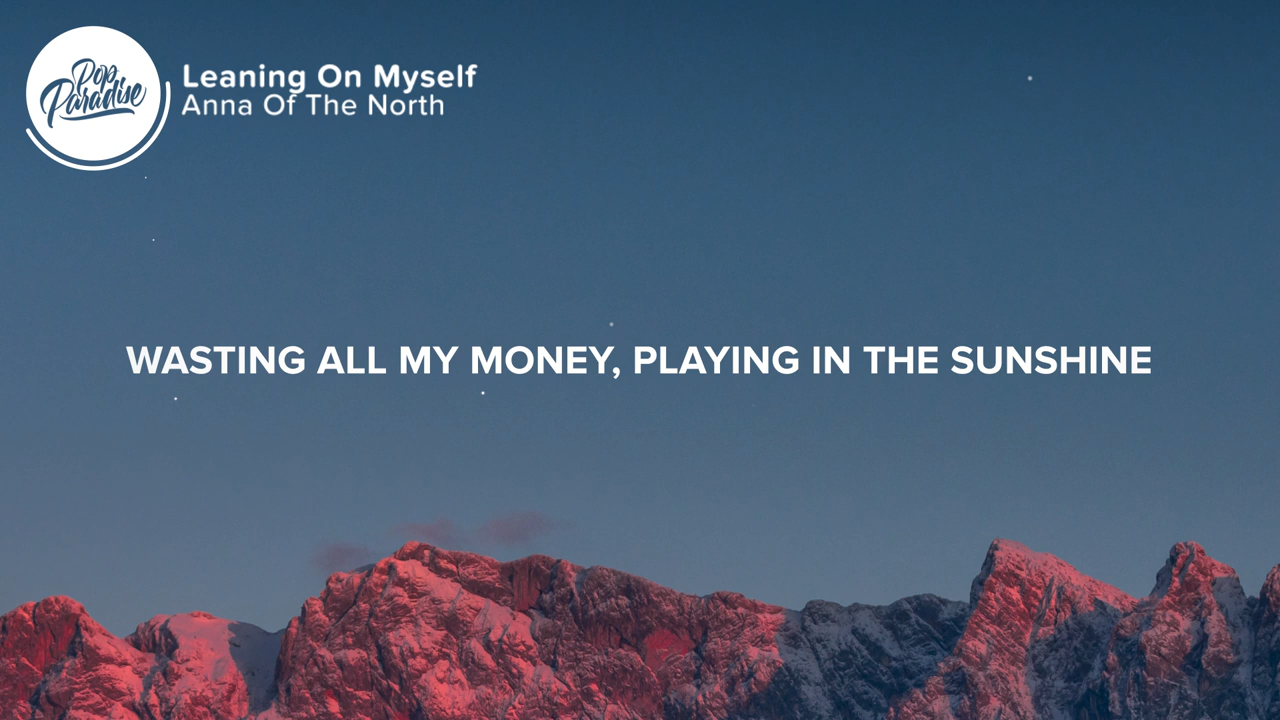 Pop
Paradise
Leaning On Myself
Anna Of The North
WASTING ALL MY MONEY, PLAYING IN THE SUNSHINE